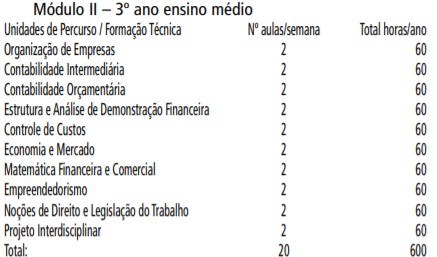 Módulo II – 3º ano ensino médio
Unidades de Percurso / Formação Técnica Nº aulas/semana Total horas/ano
Organização de Empresas 2 60
Contabilidade Intermediária 2 60
Contabilidade Orçamentária 2 60
Estrutura e Análise de Demonstração Financeira 2 60
Controle de Custos 2 60
Economia e Mercado 2 60
Matemática Financeira e Comercial 2 60
Empreendedorismo 2 60
Noções de Direito e Legislação do Trabalho 2 60
Projeto Interdisciplinar 2 60
Total: 20 600